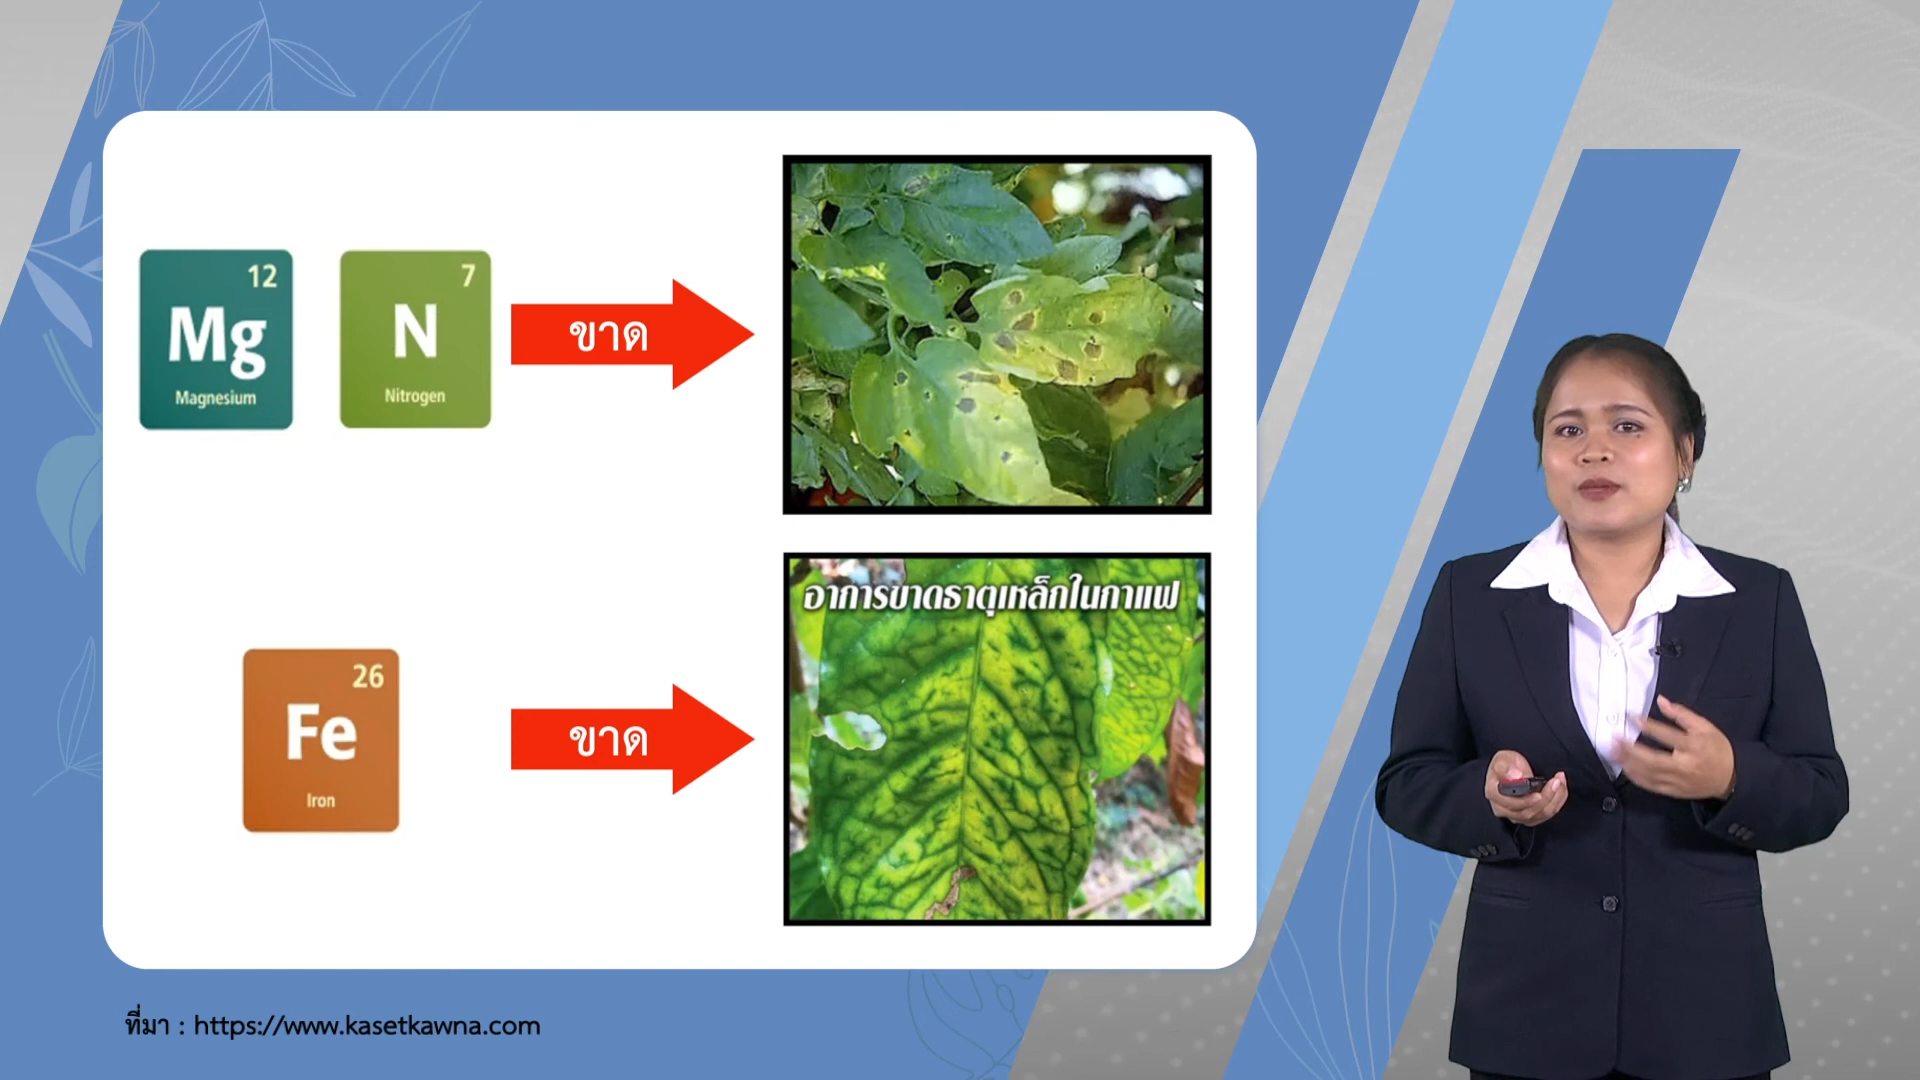 12
Mg
Magnesium
7
N
Nitrogen
ขาด
อาการขาดธาตุเหล็กในกาแฟ
26
Fe
Iron
ขาด
ที่มา : https://www.kasetkawna.com